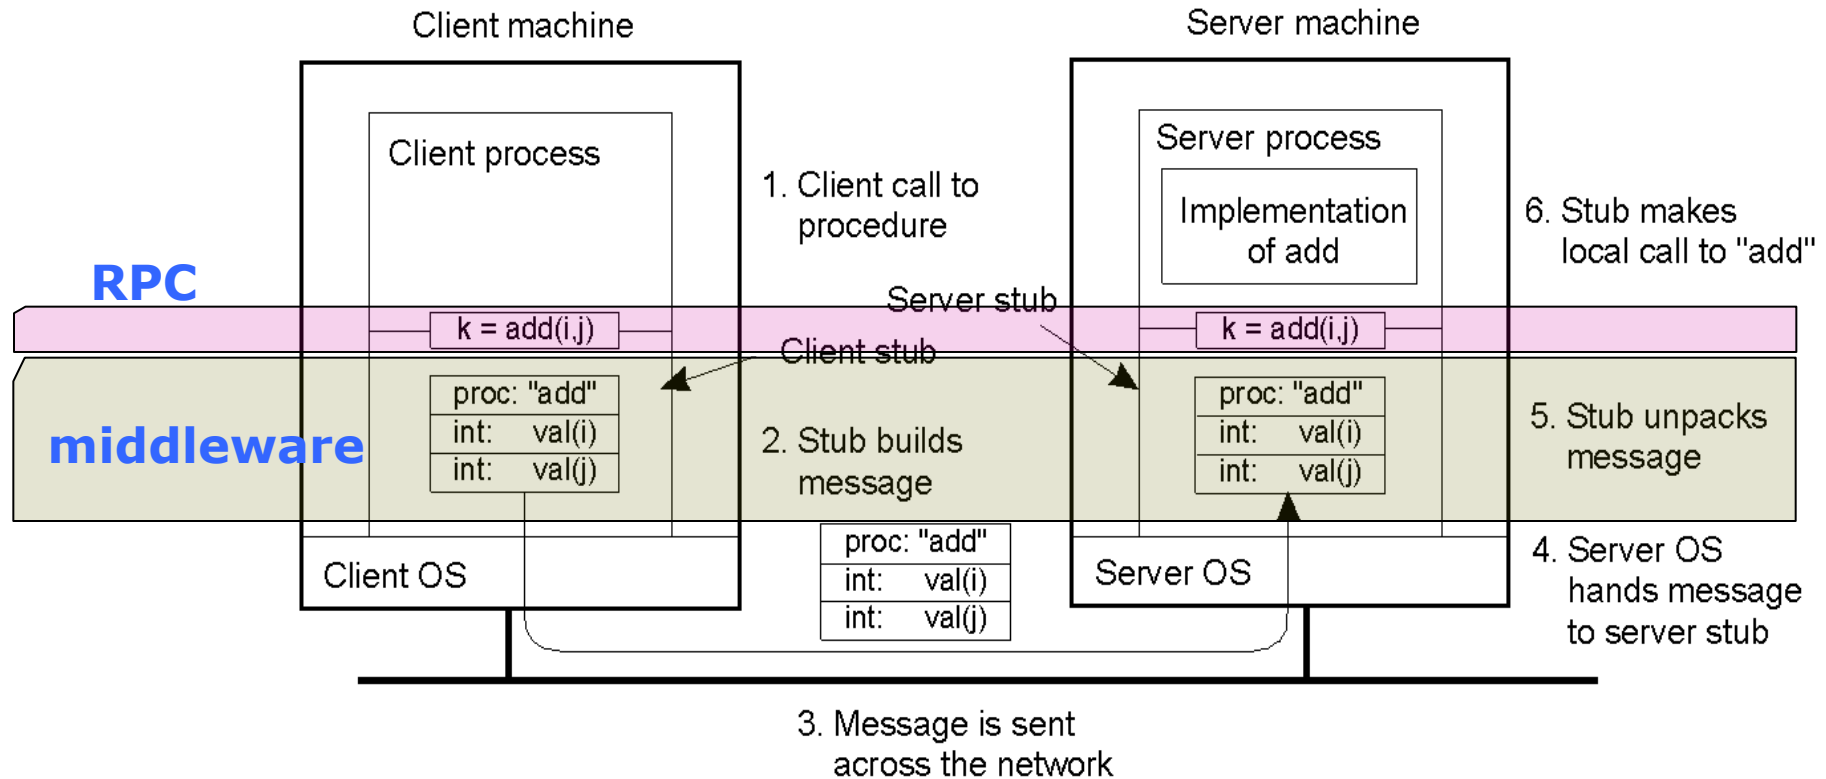 Client machine
Server machine
Client process
1. Client call to
procedure
Server process
Implementation
of add
6. Stub makes
local call to "add"
RPC
Server stub
k = add(i,j)
k = add(i,j)
Client stub
middleware
proc: "add"
int: val(i)
int: val(j)
2. Stub builds
message
proc: "add"
int: val(i)
int: val(j)
5. Stub unpacks
message
Client OS
proc: "add"
int: val(i)
int: val(j)
Server OS
4. Server OS
hands message
to server stub
3. Message is sent
across the network